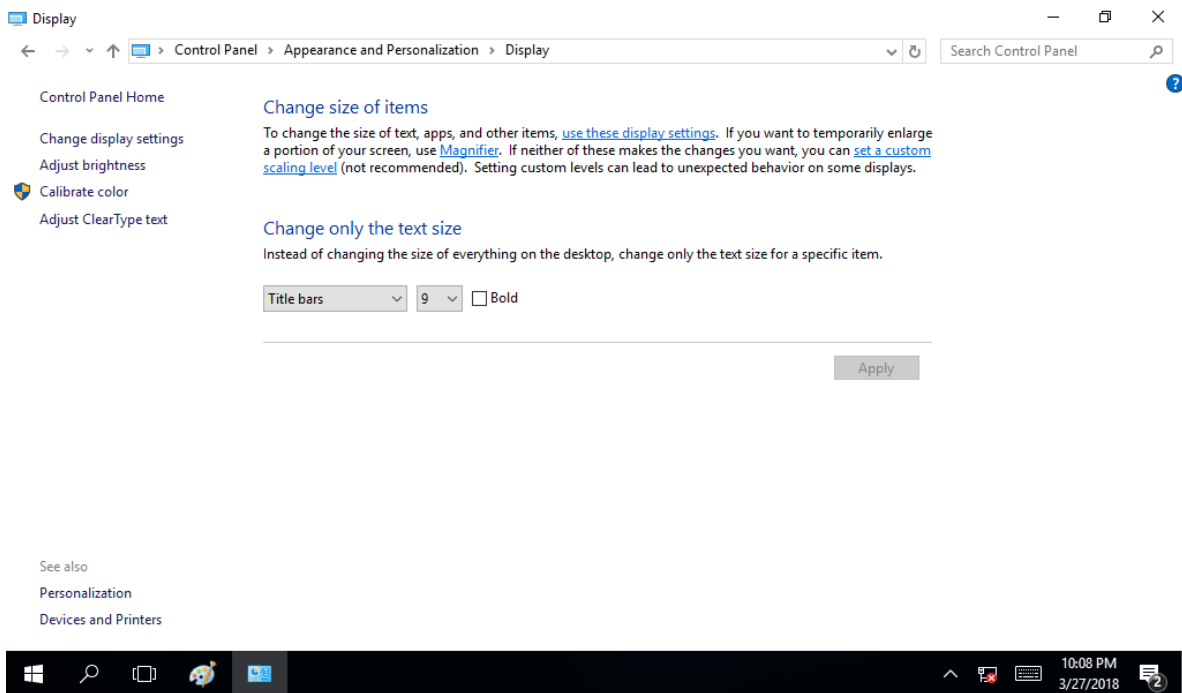 Display
Control Panel > Appearance and Personalization > Display
Search Control Panel
?
Control Panel Home
Change display settings
Adjust brightness
Calibrate color
Adjust ClearType text
Change size of items
To change the size of text, apps, and other items, use these display settings. If you want to temporarily enlarge
a portion of your screen, use Magnifier. If neither of these makes the changes you want, you can set a custom
scaling level (not recommended). Setting custom levels can lead to unexpected behavior on some displays.
Change only the text size
Instead of changing the size of everything on the desktop, change only the text size for a specific item.
Title bars 9 Bold
Apply
See also
Personalization
Devices and Printers
10:08 PM
3/27/2018
2